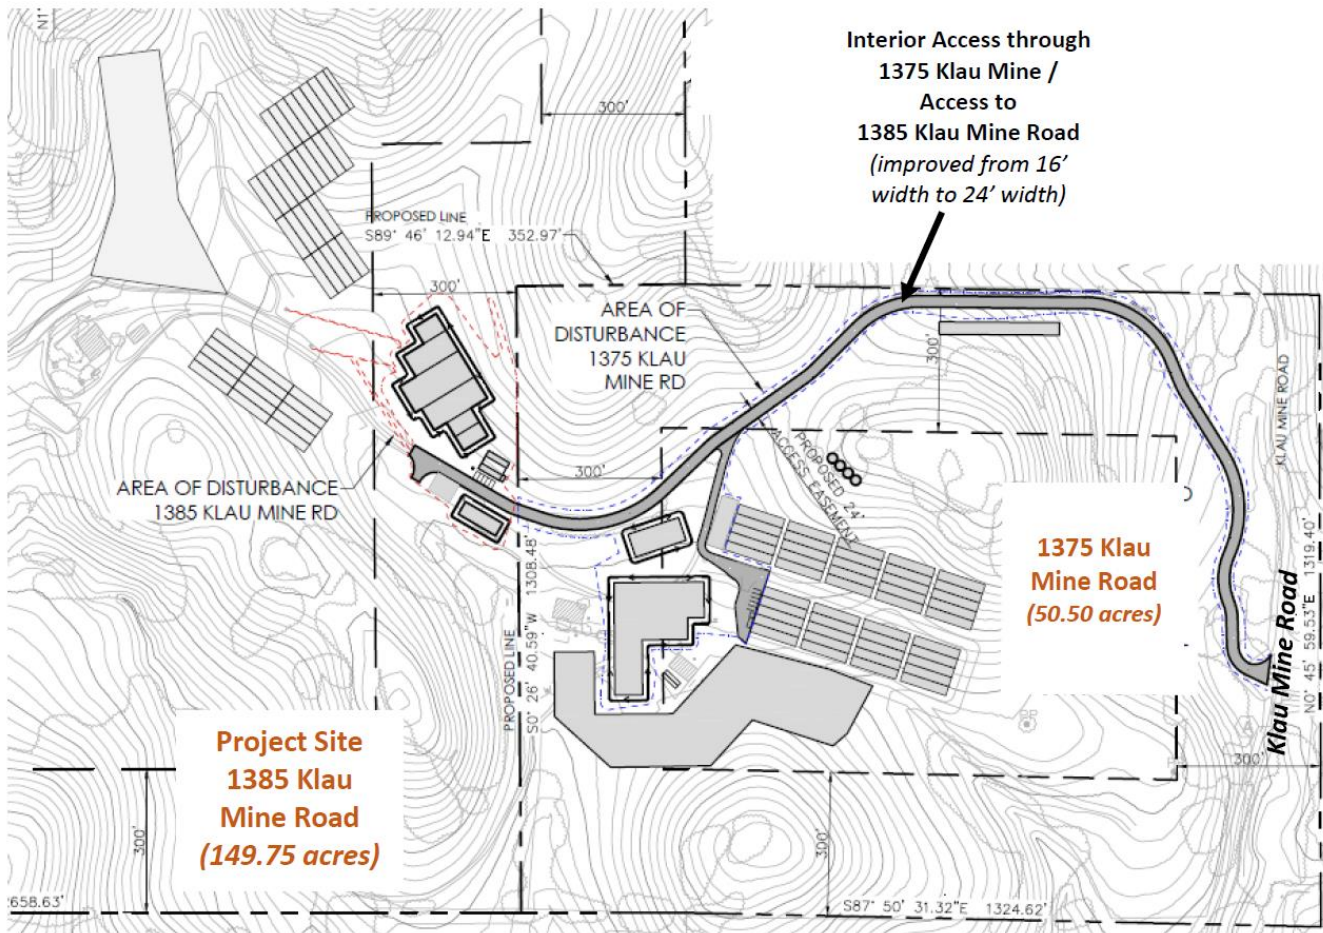 N1°
Interior Access through
1375 Klau Mine /
Access to
1385 Klau Mine Road
(improved from 16'
width to 24' width)
300'
PROPOSED LINE
S89° 46' 12.94"E 352.97'
300'
AREA OF
DISTURBANCE
1375 KLAU
MINE RD
300'
KLAU MINE ROAD
PROPOSED 24'
ACCESS EASEMENT
300'
AREA OF DISTURBANCE
1385 KLAU MINE RD
1375 Klau
Mine Road
(50.50 acres)
PROPOSED LINE
S0° 26' 40.59"W 1308.48'
Klau Mine Road
N0° 45' 59.53"E 1319.40'
Project Site
1385 Klau
Mine Road
(149.75 acres)
300'
300'
300'
2658.63'
S87° 50' 31.32"E 1324.62'